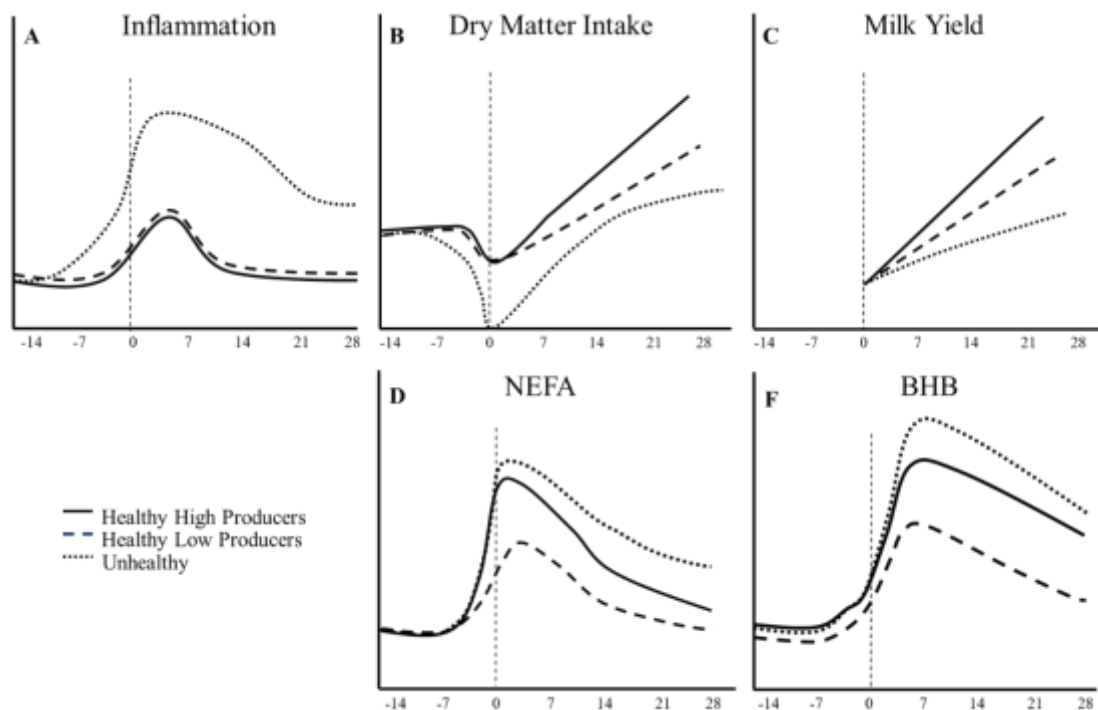 A Inflammation
B Dry Matter Intake
C Milk Yield
-14 -7 0 7 14 21 28
-14 -7 0 7 14 21 28
-14 -7 0 7 14 21 28
D NEFA
F BHB
Healthy High Producers
Healthy Low Producers
Unhealthy
-14 -7 0 7 14 21 28
-14 -7 0 7 14 21 28